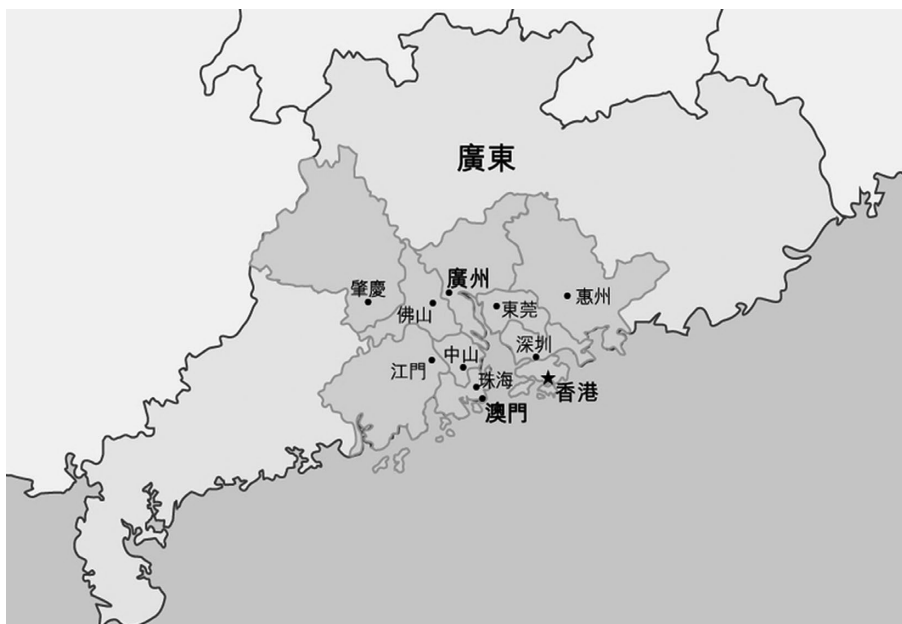 廣東
肇慶
廣州
佛山
東莞
惠州
江門
中山
深圳
珠海
香港
澳門